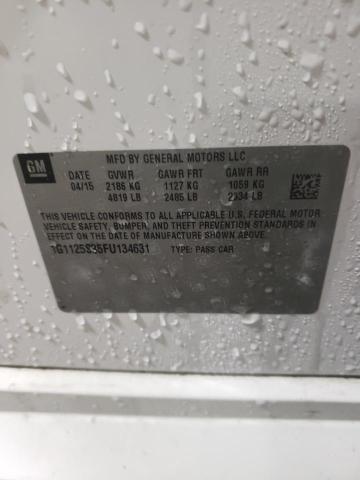 GM
MFD BY GENERAL MOTORS LLC
DATE GVWR GAWR FRT GAWR RR
04/15 2186 KG 1127 KG 1059 KG
4819 LB 2485 LB 2334 LB
THIS VEHICLE CONFORMS TO ALL APPLICABLE U.S. FEDERAL MOTOR
VEHICLE SAFETY, BUMPER, AND THEFT PREVENTION STANDARDS IN
EFFECT ON THE DATE OF MANUFACTURE SHOWN ABOVE.
1G1125S35FU134631 TYPE: PASS CAR